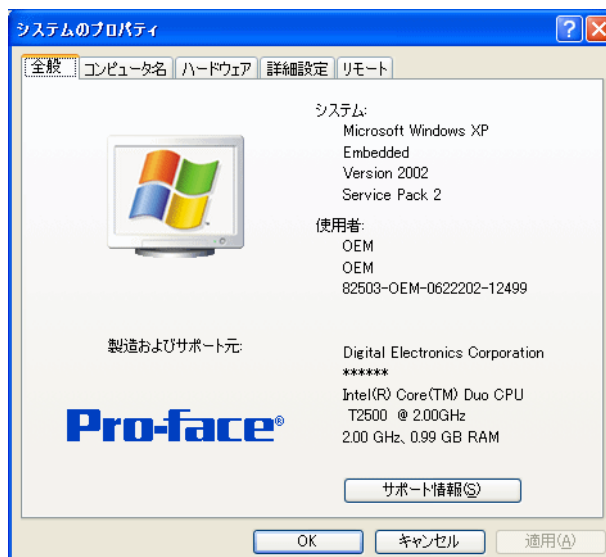 システムのプロパティ
全般
コンピュータ名
ハードウェア
詳細設定
リモート
システム:
Microsoft Windows XP
Embedded
Version 2002
Service Pack 2
使用者:
OEM
OEM
82503-OEM-0622202-12499
製造およびサポート元:
Digital Electronics Corporation
******
Intel(R) Core(TM) Duo CPU
T2500 @ 2.00GHz
2.00 GHz、0.99 GB RAM
Pro-face®
サポート情報(S)
OK
キャンセル
適用(A)